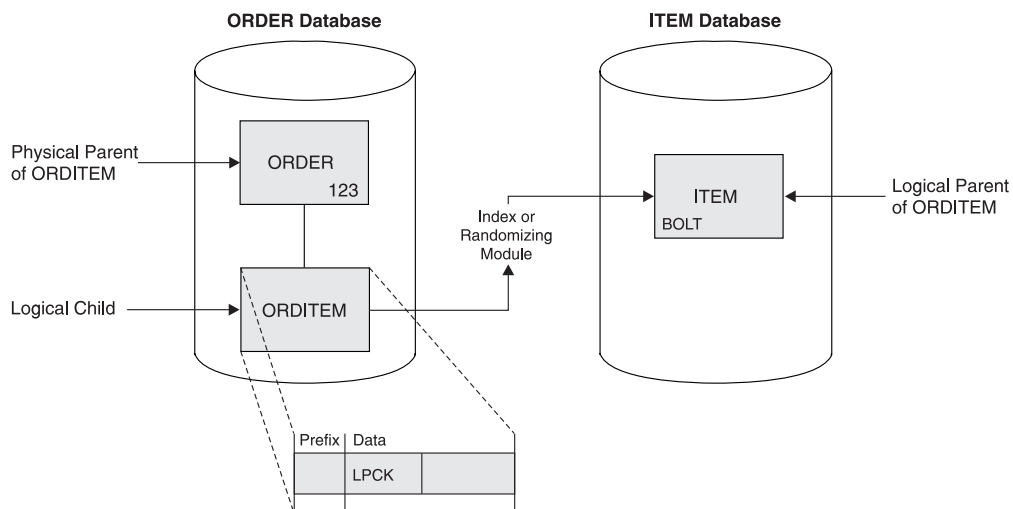 ORDER Database
ITEM Database
Physical Parent
of ORDITEM
ORDER
123
ITEM
BOLT
Logical Parent
of ORDITEM
Index or
Randomizing
Module
Logical Child
ORDITEM
Prefix
Data
LPCK